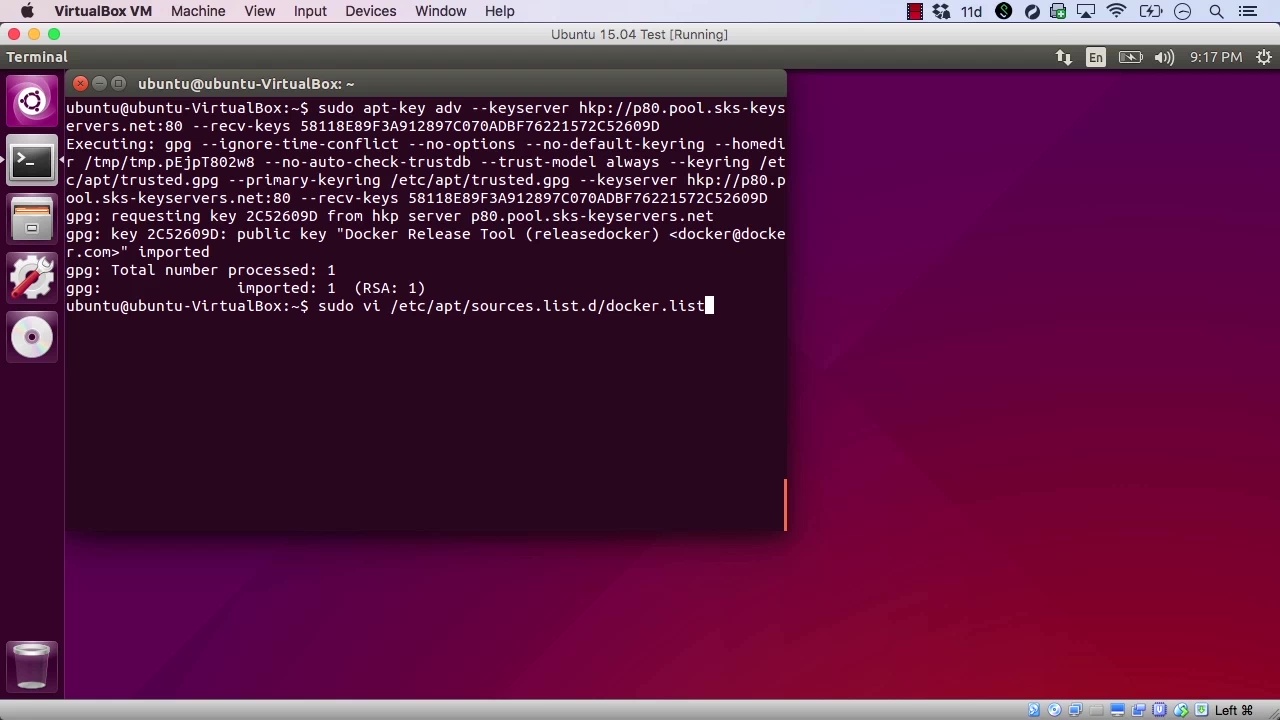 VirtualBox VM Machine View Input Devices Window Help 11d
Ubuntu 15.04 Test [Running]
Terminal En 9:17 PM
ubuntu@ubuntu-VirtualBox: ~
ubuntu@ubuntu-VirtualBox:~$ sudo apt-key adv --keyserver hkp://p80.pool.sks-keys
ervers.net:80 --recv-keys 58118E89F3A912897C070ADBF76221572C52609D
Executing: gpg --ignore-time-conflict --no-options --no-default-keyring --homedi
r /tmp/tmp.pEjpT802w8 --no-auto-check-trustdb --trust-model always --keyring /et
c/apt/trusted.gpg --primary-keyring /etc/apt/trusted.gpg --keyserver hkp://p80.p
ool.sks-keyservers.net:80 --recv-keys 58118E89F3A912897C070ADBF76221572C52609D
gpg: requesting key 2C52609D from hkp server p80.pool.sks-keyservers.net
gpg: key 2C52609D: public key "Docker Release Tool (releasedocker) <docker@docke
r.com>" imported
gpg: Total number processed: 1
gpg:               imported: 1  (RSA: 1)
ubuntu@ubuntu-VirtualBox:~$ sudo vi /etc/apt/sources.list.d/docker.list
Left ⌘